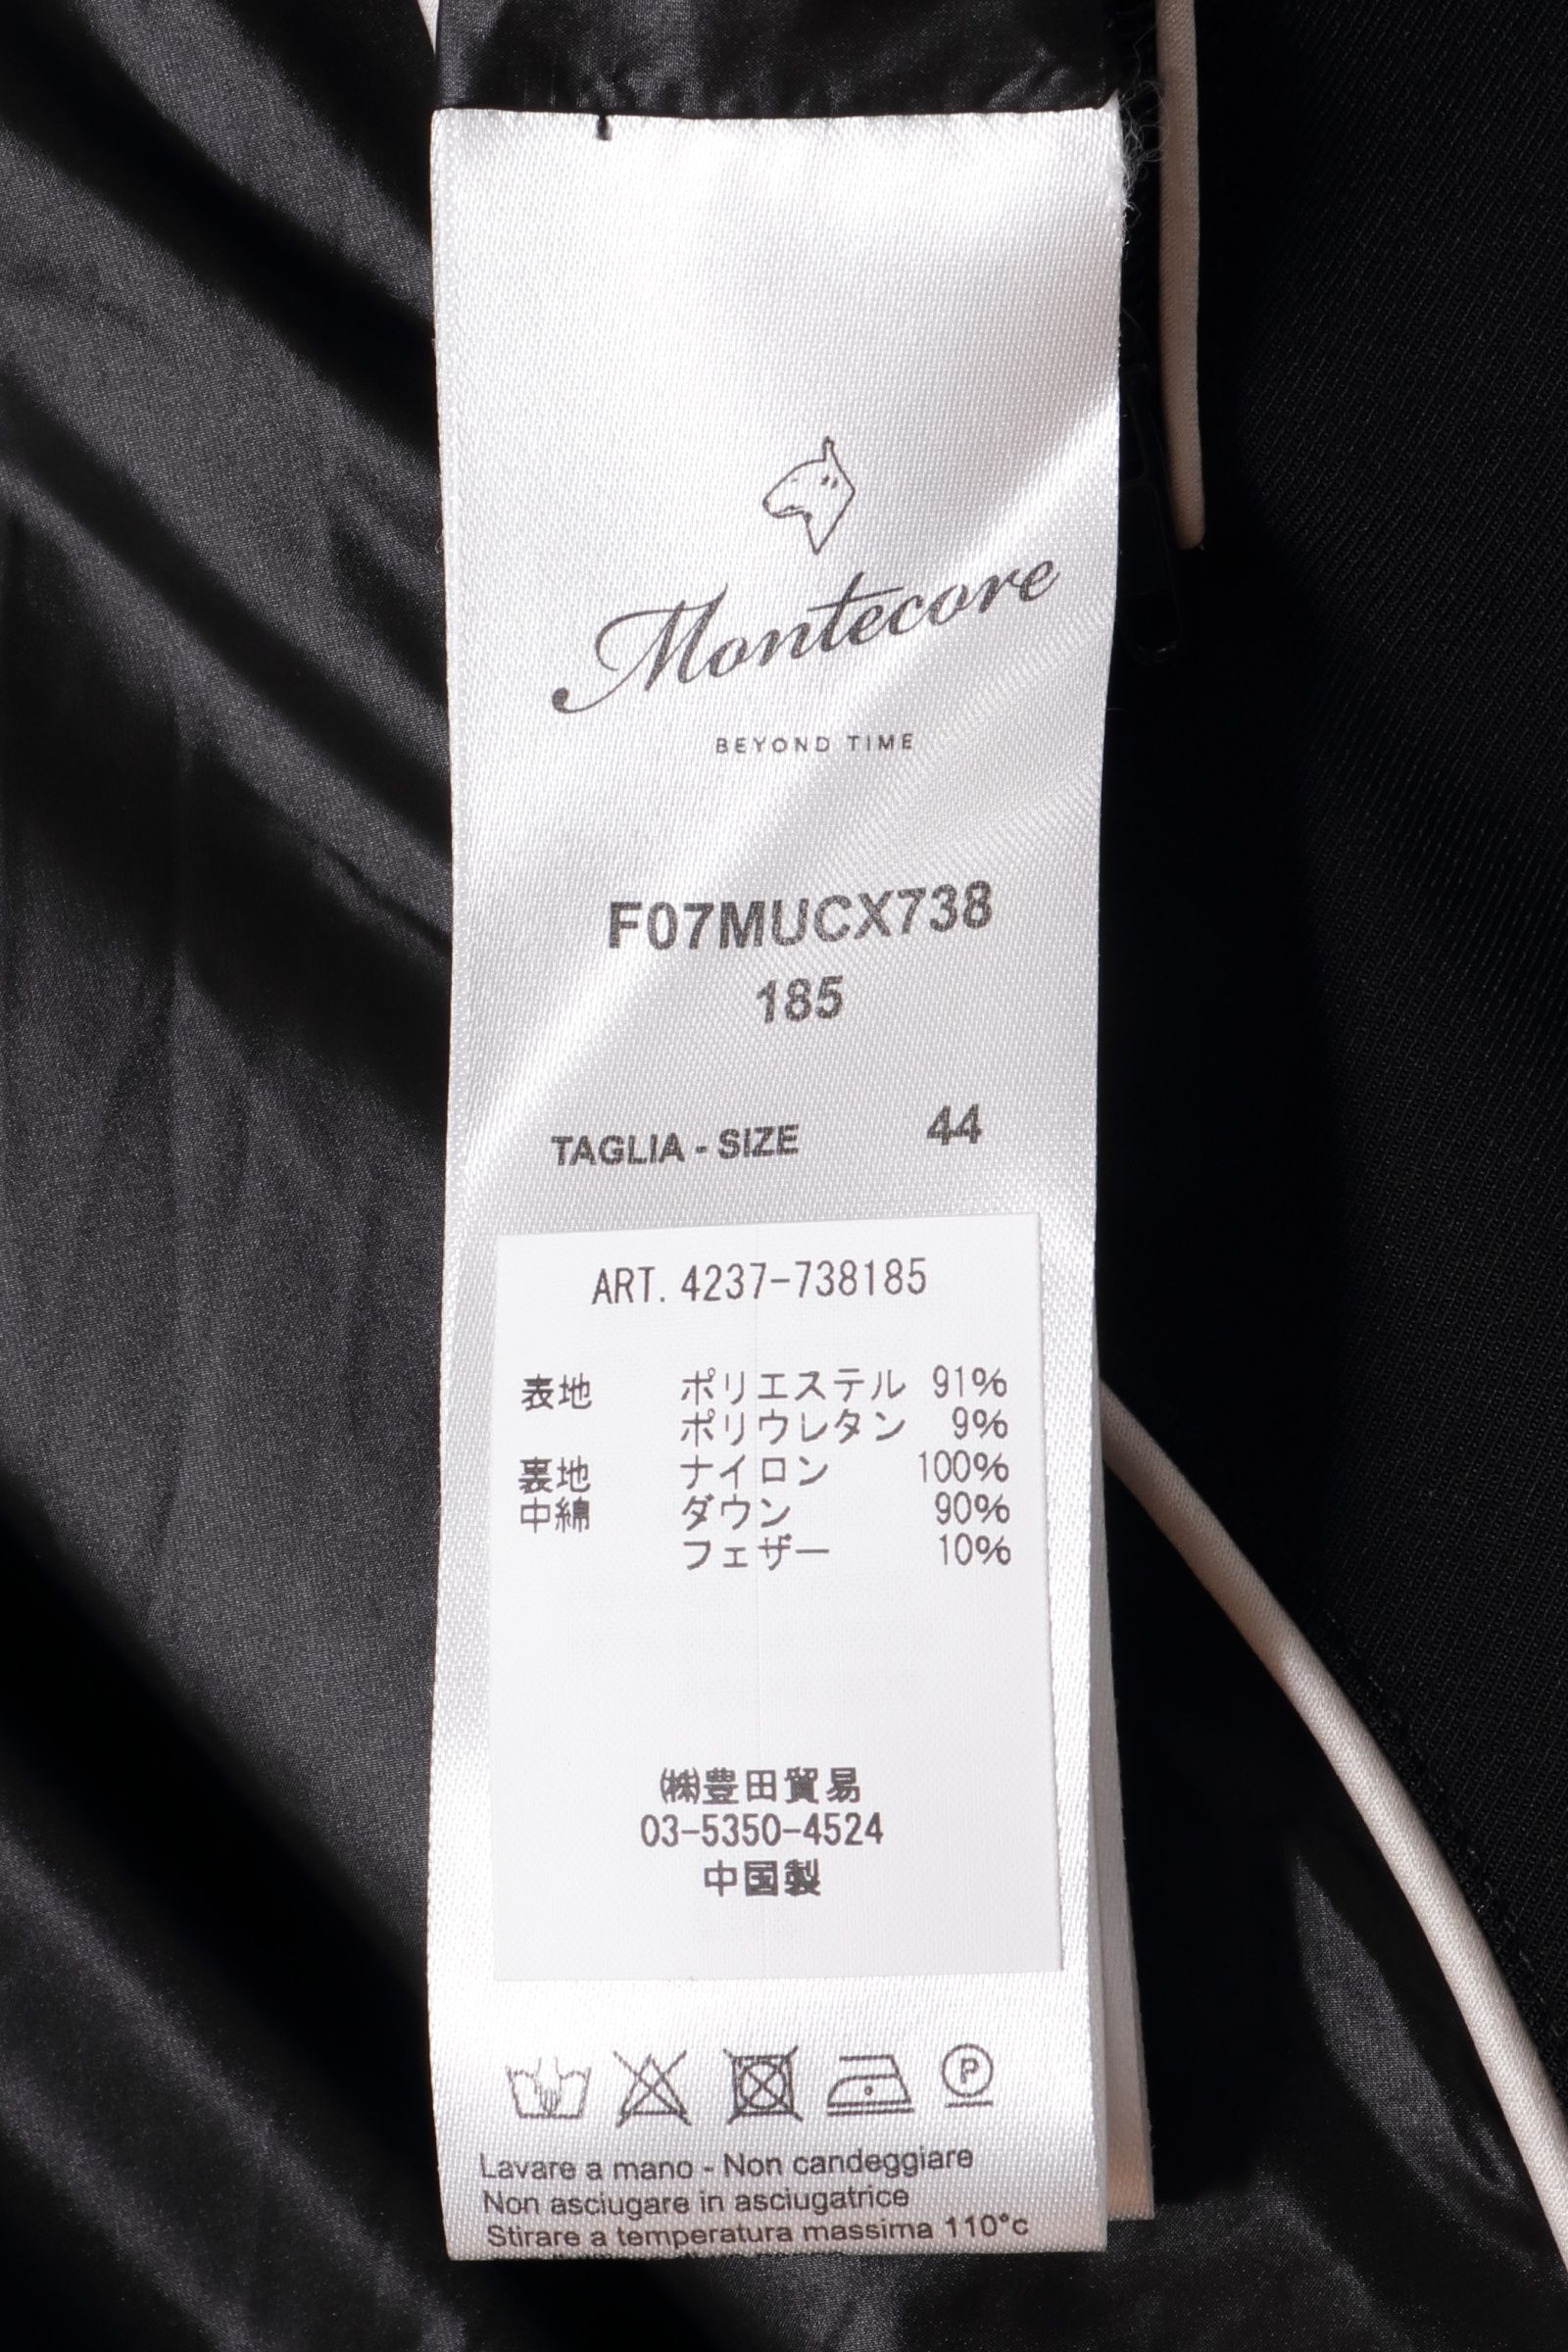 Montecore
BEYOND TIME
F07MUCX738
185
TAGLIA - SIZE 44
ART. 4237-738185
表地 ポリエステル 91%
ポリウレタン 9%
裏地 ナイロン 100%
中綿 ダウン 90%
フェザー 10%
㈱豊田貿易
03-5350-4524
中国製
P
Lavare a mano - Non candeggiare
Non asciugare in asciugatrice
Stirare a temperatura massima 110°c